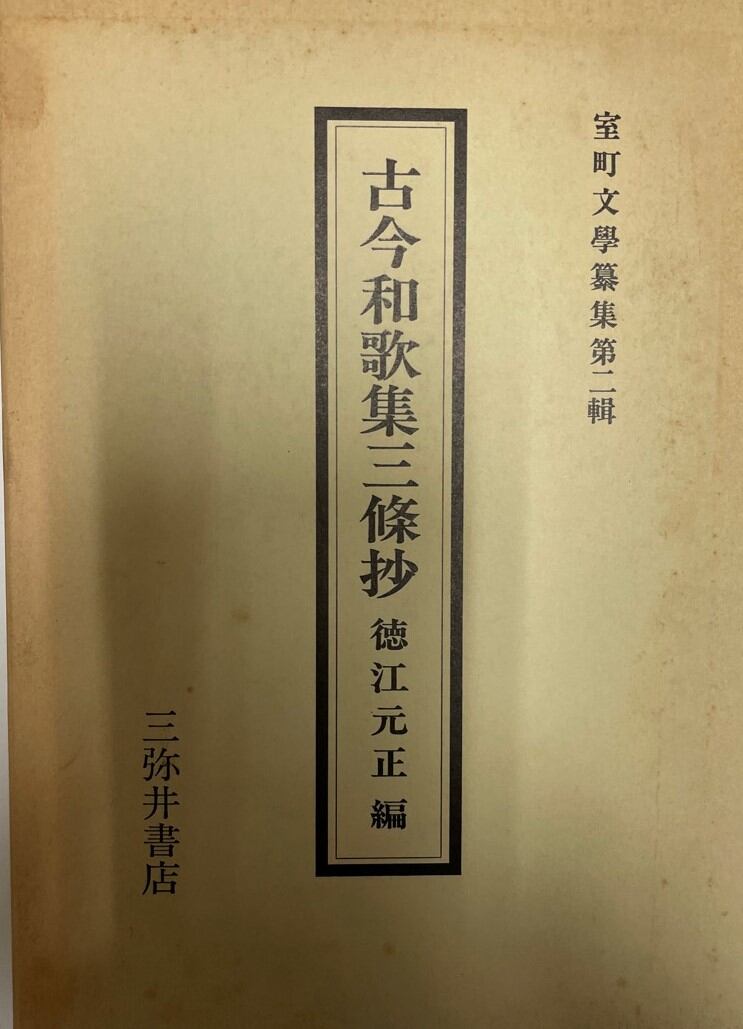 室町文學纂集第二輯
古今和歌集三條抄 徳江元正 編
三弥井書店